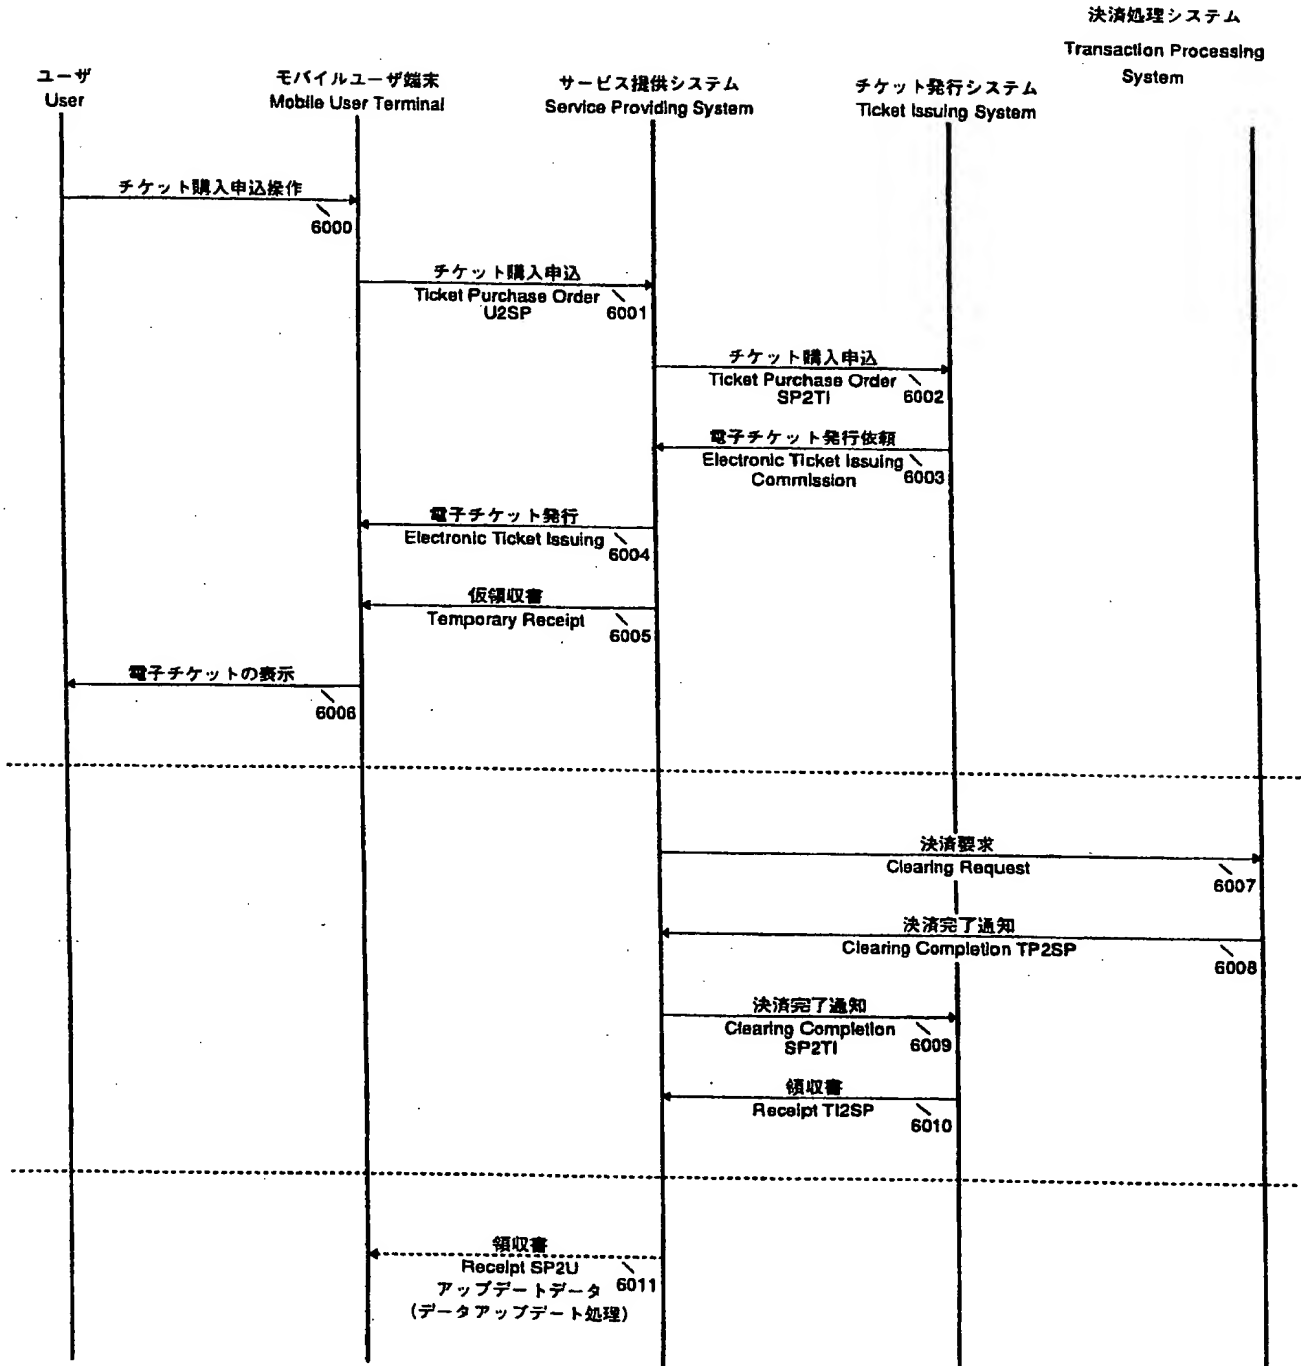 決済処理システム
Transaction Processing
System
ユーザ
User
モバイルユーザ端末
Mobile User Terminal
サービス提供システム
Service Providing System
チケット発行システム
Ticket Issuing System
チケット購入申込操作
6000
チケット購入申込
Ticket Purchase Order
U2SP
6001
チケット購入申込
Ticket Purchase Order
SP2TI
6002
電子チケット発行依頼
Electronic Ticket Issuing
Commission
6003
電子チケット発行
Electronic Ticket Issuing
6004
仮領収書
Temporary Receipt
6005
電子チケットの表示
6006
決済要求
Clearing Request
6007
決済完了通知
Clearing Completion TP2SP
6008
決済完了通知
Clearing Completion
SP2TI
6009
領収書
Receipt TI2SP
6010
領収書
Receipt SP2U
6011
アップデートデータ
(データアップデート処理)